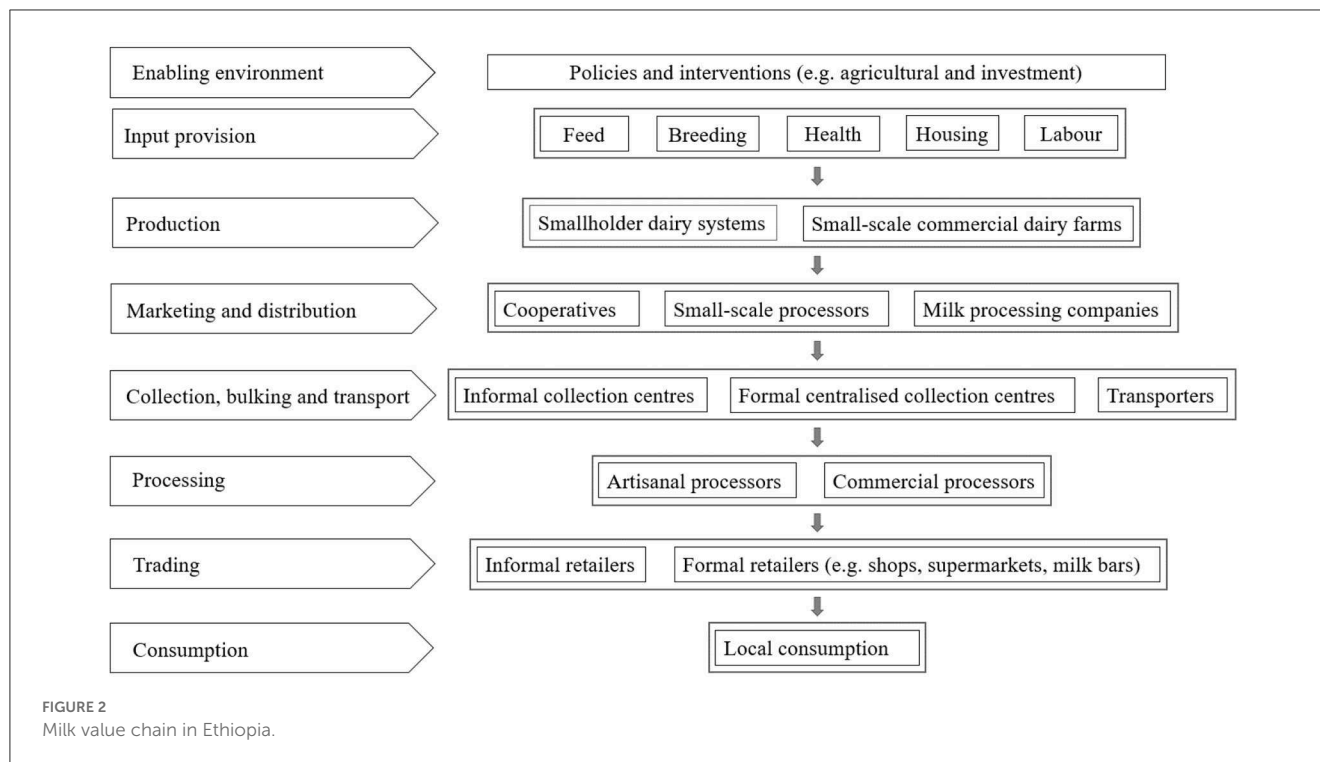 Enabling environment
Policies and interventions (e.g. agricultural and investment)
Input provision
Feed
Breeding
Health
Housing
Labour
Production
Smallholder dairy systems
Small-scale commercial dairy farms
Marketing and distribution
Cooperatives
Small-scale processors
Milk processing companies
Collection, bulking and transport
Informal collection centres
Formal centralised collection centres
Transporters
Processing
Artisanal processors
Commercial processors
Trading
Informal retailers
Formal retailers (e.g. shops, supermarkets, milk bars)
Consumption
Local consumption
FIGURE 2
Milk value chain in Ethiopia.